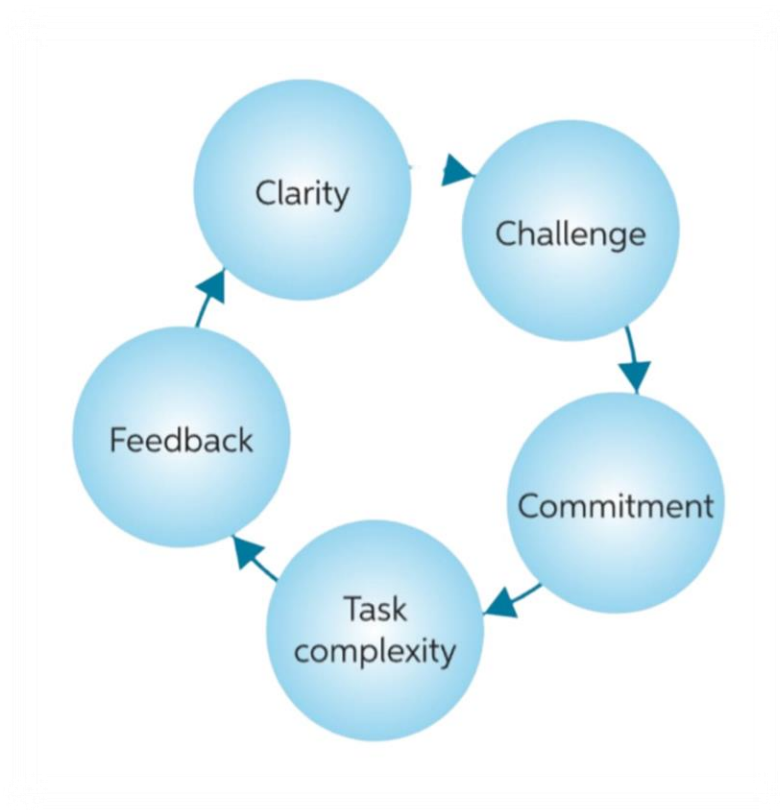 Clarity
Challenge
Commitment
Task
complexity
Feedback